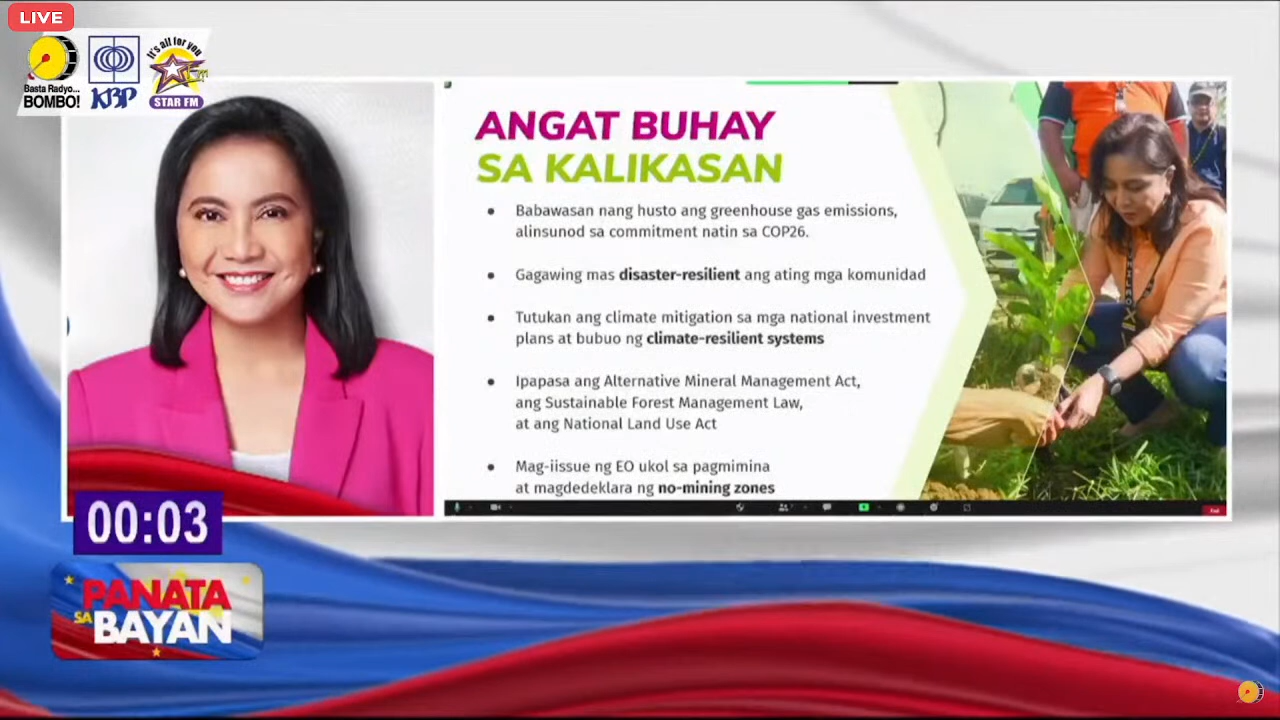 LIVE
Basta Radyo...
BOMBO!
KBP
It's all for you
STAR FM
ANGAT BUHAY
SA KALIKASAN
Babawasan nang husto ang greenhouse gas emissions,
alinsunod sa commitment natin sa COP26.
Gagawing mas disaster-resilient ang ating mga komunidad
Tutukan ang climate mitigation sa mga national investment
plans at bubuo ng climate-resilient systems
Ipapasa ang Alternative Mineral Management Act,
ang Sustainable Forest Management Law,
at ang National Land Use Act
Mag-iissue ng EO ukol sa pagmimina
at magdedeklara ng no-mining zones
00:03
PANATA
SA BAYAN